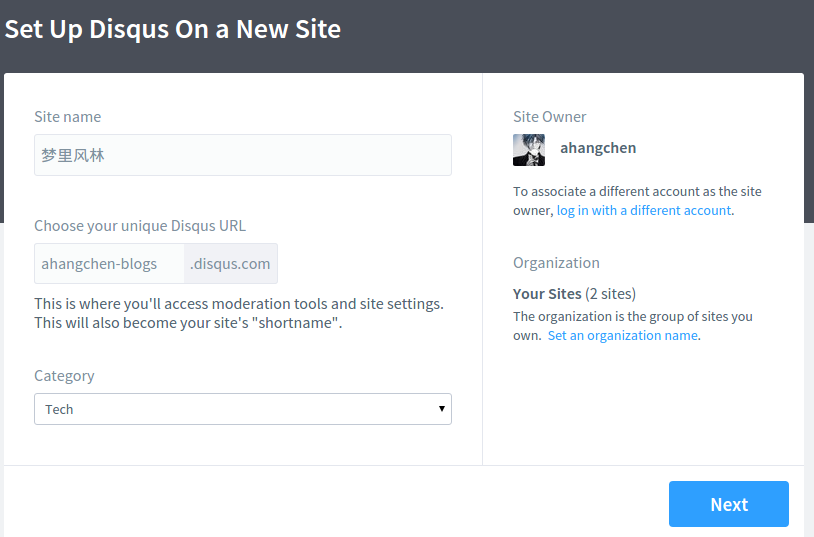 Set Up Disqus On a New Site
Site name
梦里风林
Choose your unique Disqus URL
ahangchen-blogs .disqus.com
This is where you'll access moderation tools and site settings.
This will also become your site's "shortname".
Category
Tech
Site Owner
ahangchen
To associate a different account as the site
owner, log in with a different account.
Organization
Your Sites (2 sites)
The organization is the group of sites you
own. Set an organization name.
Next